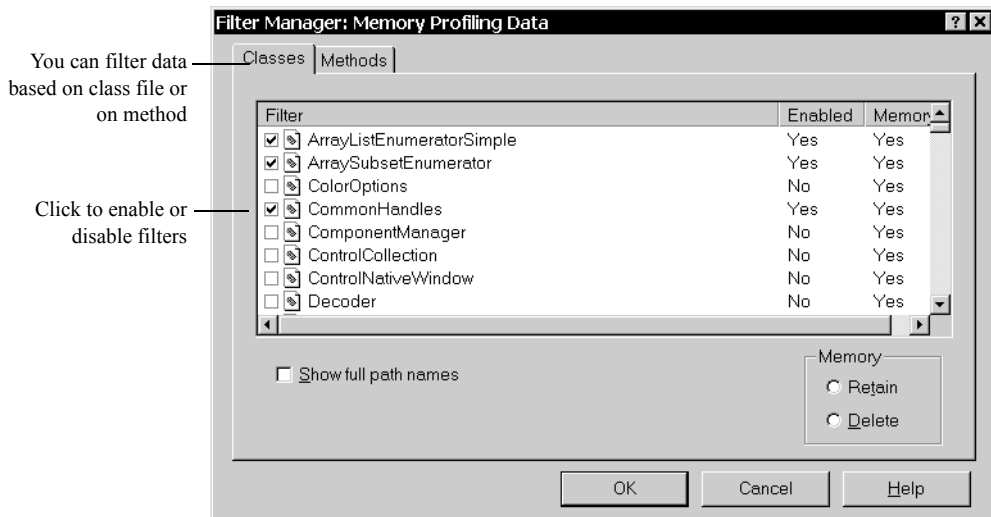 Filter Manager: Memory Profiling Data
You can filter data
based on class file or
on method
Classes
Methods
Filter Enabled Memory
ArrayListEnumeratorSimple Yes Yes
ArraySubsetEnumerator Yes Yes
ColorOptions No Yes
Click to enable or
disable filters
CommonHandles Yes Yes
ComponentManager No Yes
ControlCollection No Yes
ControlNativeWindow No Yes
Decoder No Yes
Show full path names
Memory
Retain
Delete
OK Cancel Help